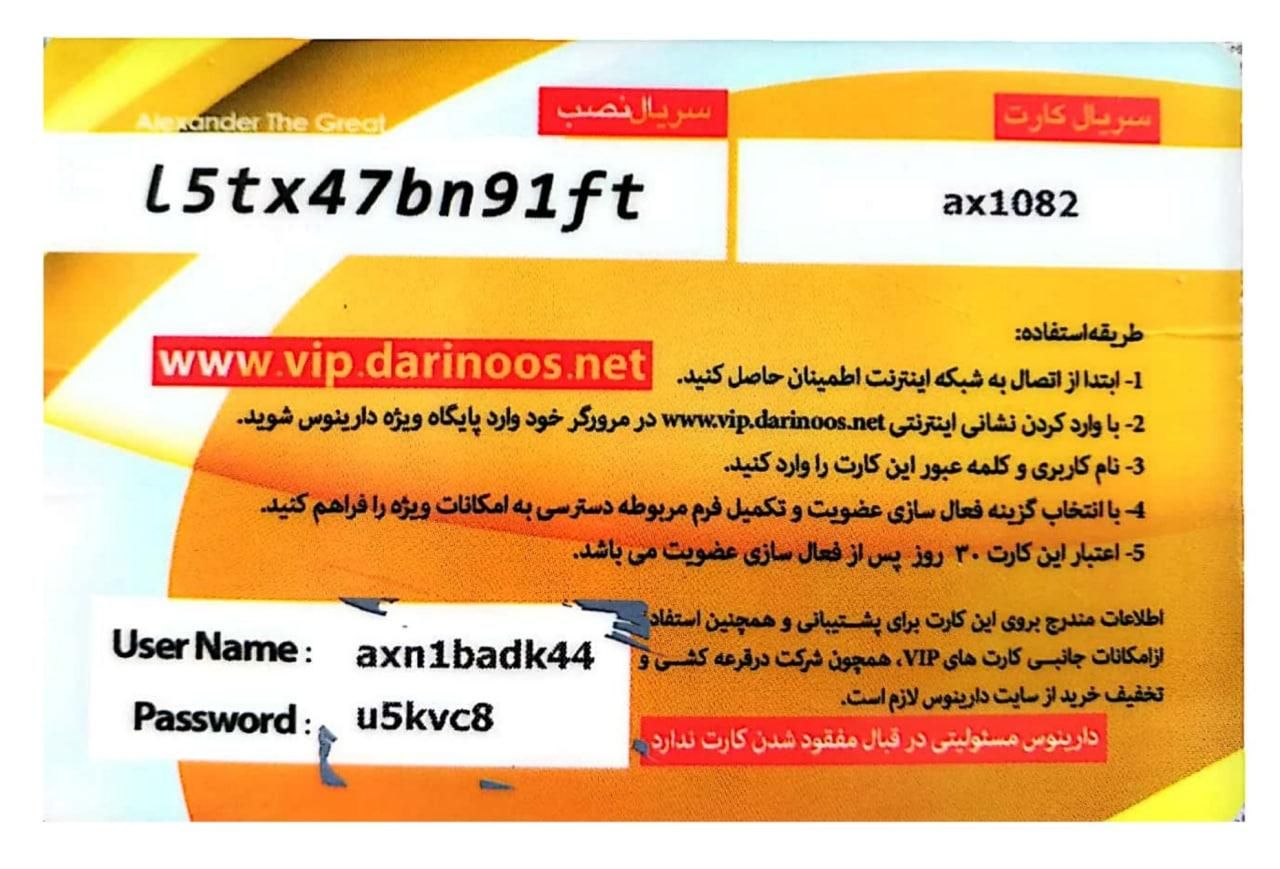 Alexander The Great
سریال کارت
سریال نصب
ax1082
l5tx47bn91ft
طریقه استفاده:
www.vip.darinoos.net
1- ابتدا از اتصال به شبکه اینترنت اطمینان حاصل کنید.
2- با وارد کردن نشانی اینترنتی www.vip.darinoos.net در مرورگر خود وارد پایگاه ویژه دارینوس شوید.
3- نام کاربری و کلمه عبور این کارت را وارد کنید.
4- با انتخاب گزینه فعال سازی عضویت و تکمیل فرم مربوطه دسترسی به امکانات ویژه را فراهم کنید.
5- اعتبار این کارت ۳۰ روز پس از فعال سازی عضویت می باشد.
اطلاعات مندرج بروی این کارت برای پشتیبانی و همچنین استفاد
ازامکانات جانبی کارت های VIP، همچون شرکت درقرعه کشی و
تخفیف خرید از سایت دارینوس لازم است.
دارینوس مسئولیتی در قبال مفقود شدن کارت ندارد
User Name : axn1badk44
Password : u5kvc8